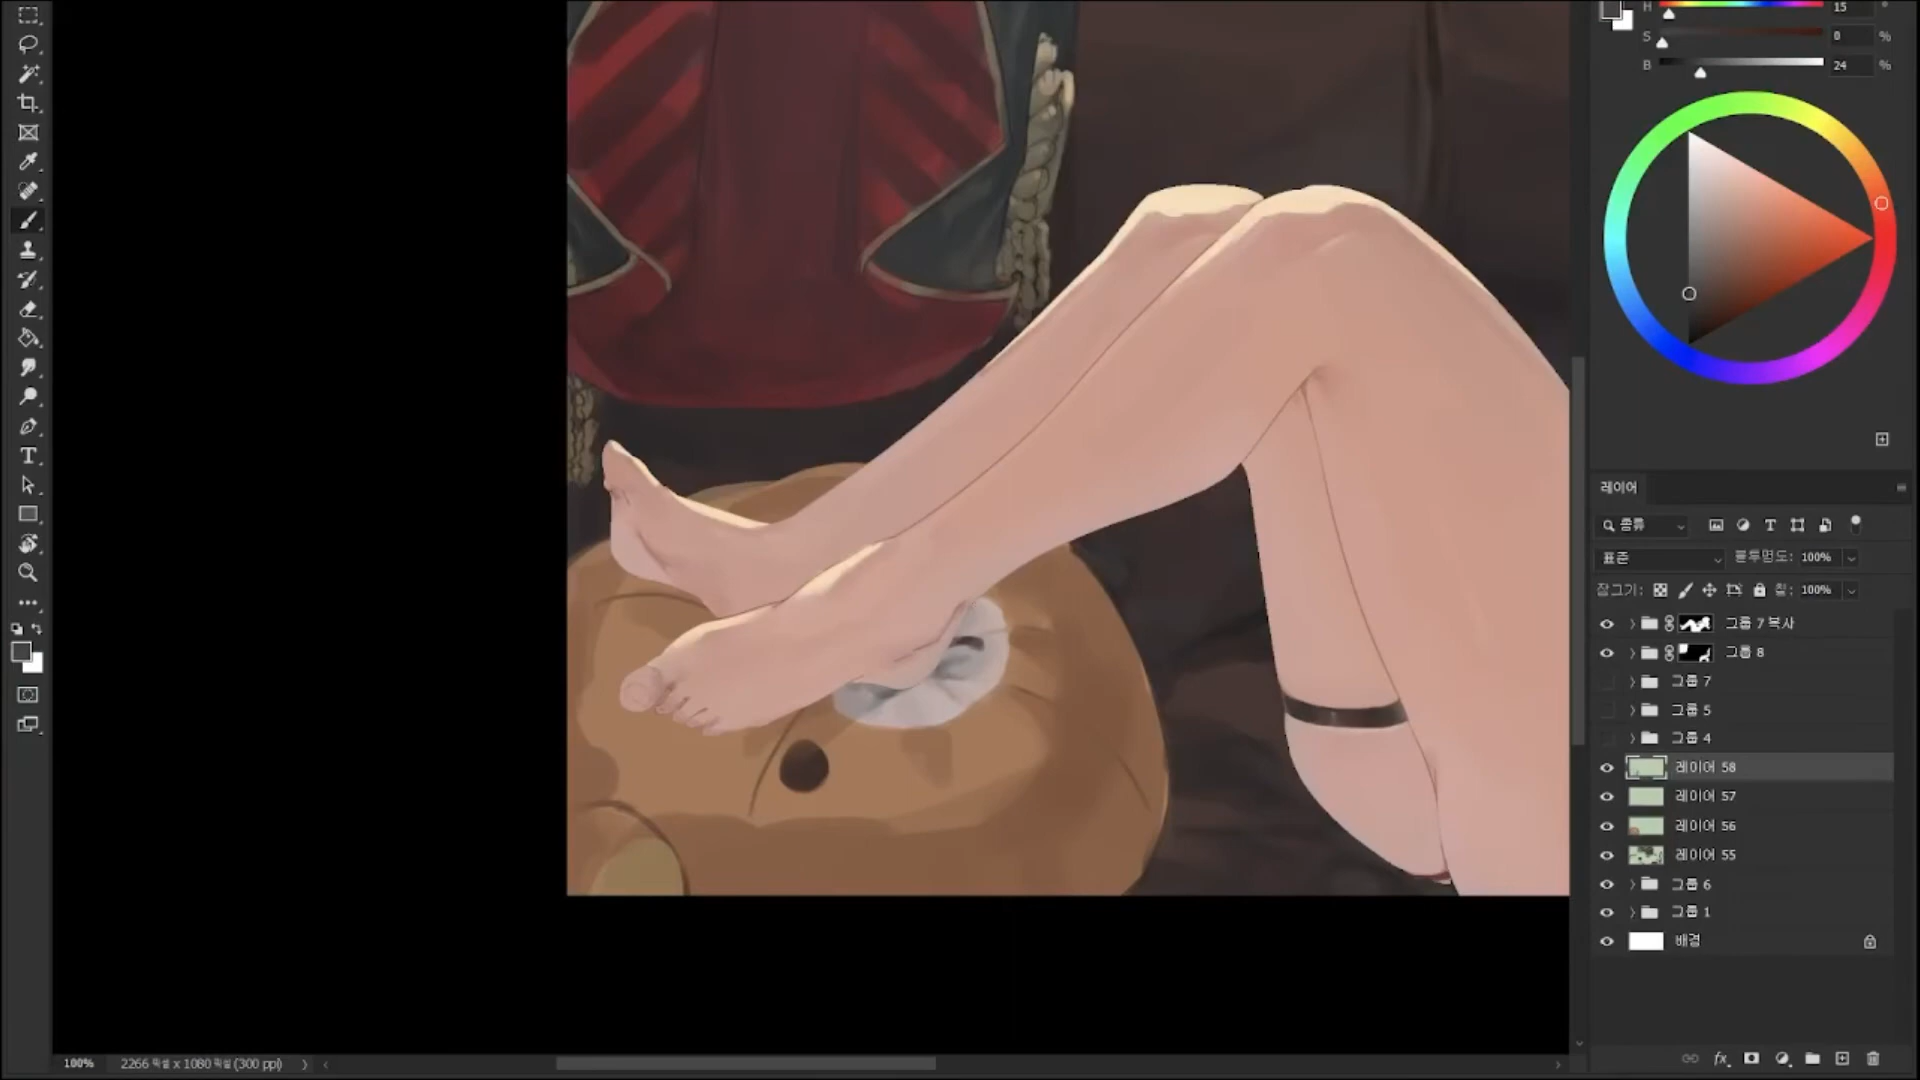 H 15 °
S 0 %
B 24 %
레이어
종류
표준 불투명도: 100%
잠그기: 칠: 100%
그룹 7 복사
그룹 8
그룹 7
그룹 5
그룹 4
레이어 58
레이어 57
레이어 56
레이어 55
그룹 6
그룹 1
배경
fx
T
100% 2266 픽셀 x 1080 픽셀 (300 ppi)